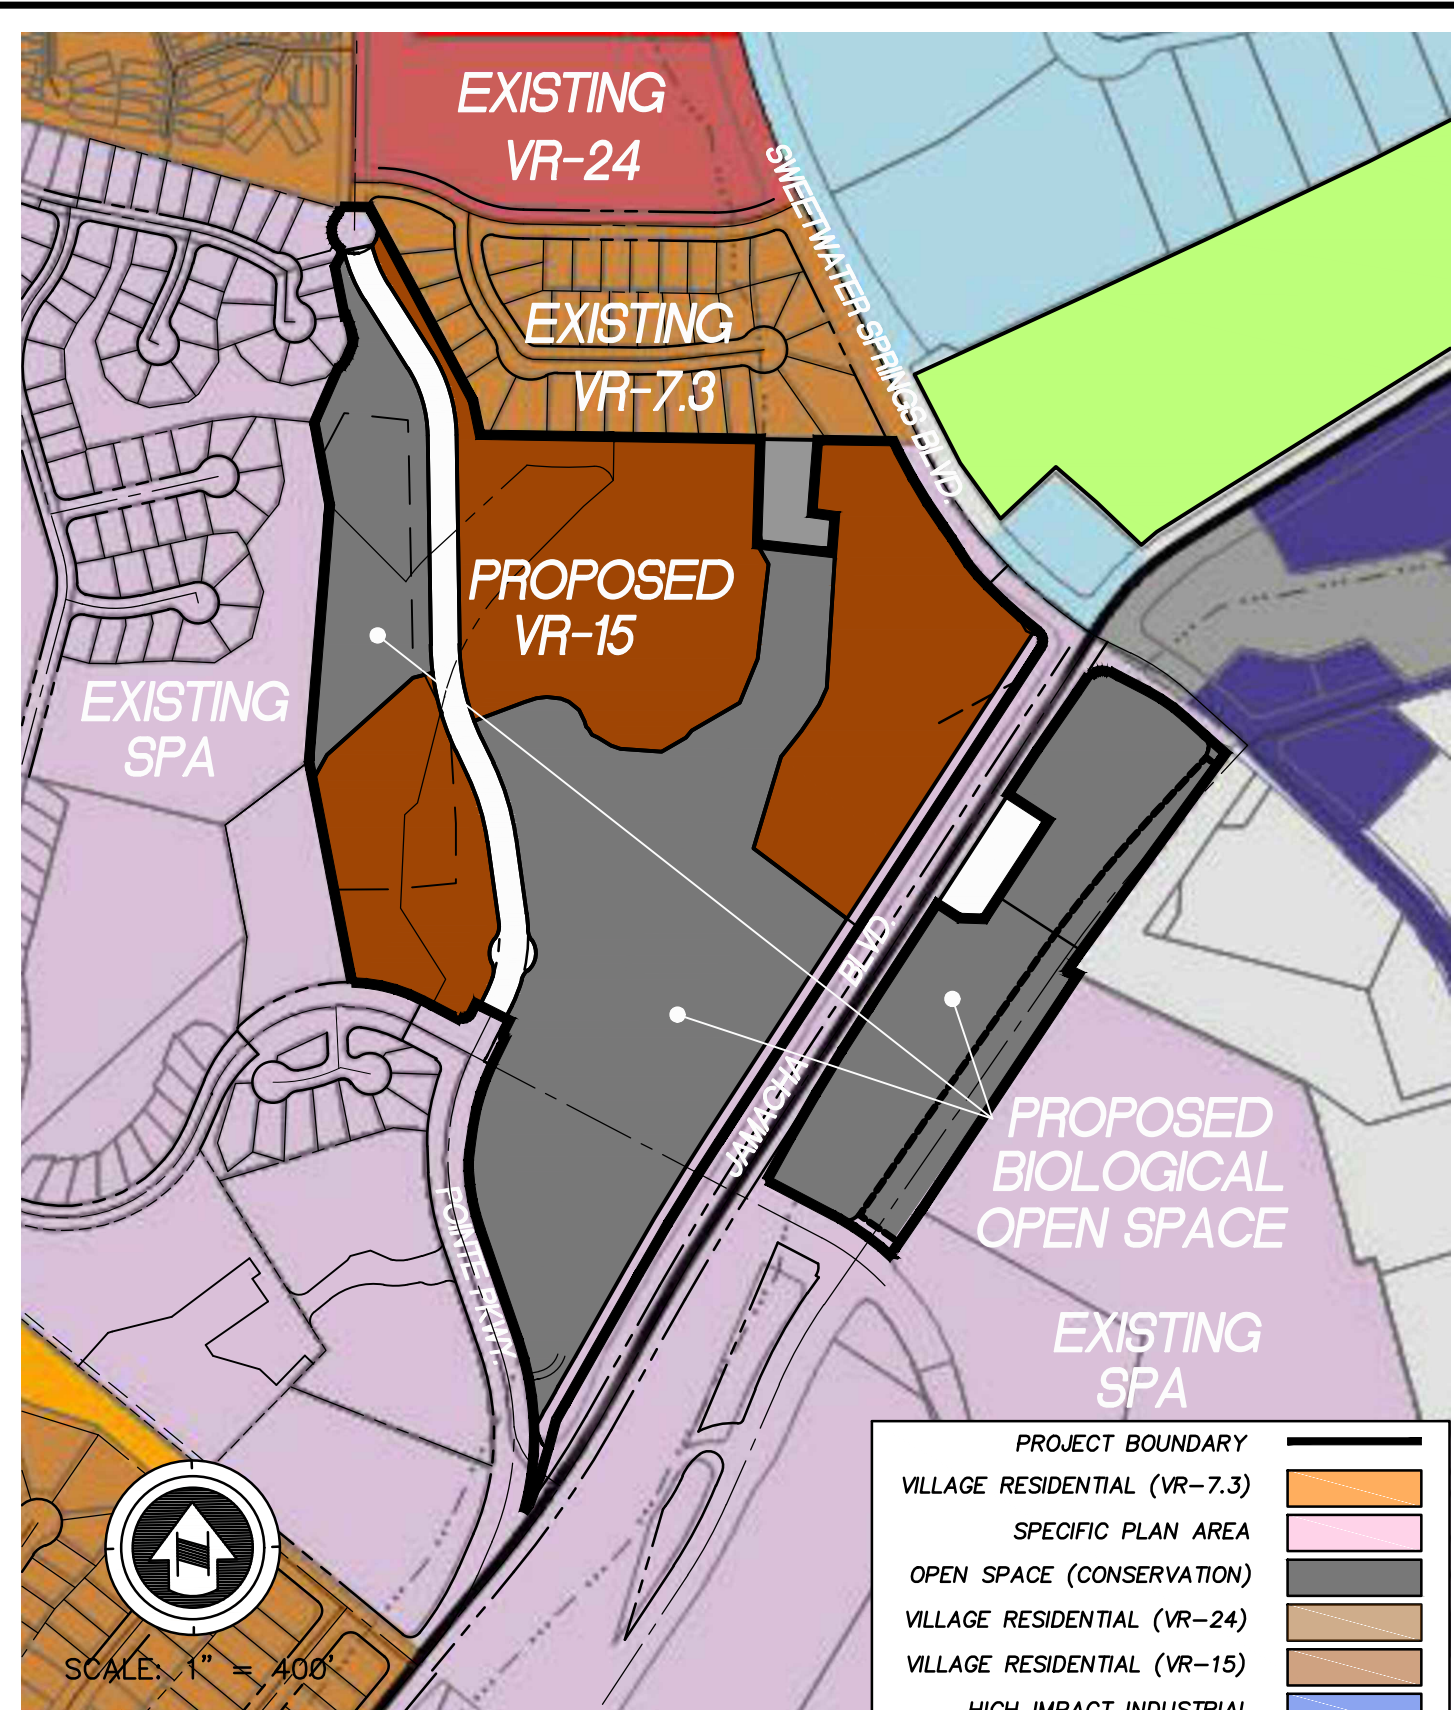 EXISTING
VR-24
SWEETWATER SPRINGS BLVD.
EXISTING
VR-7.3
PROPOSED
VR-15
EXISTING
SPA
JAMACHA BLVD.
PROPOSED
BIOLOGICAL
OPEN SPACE
POINTE PKWY.
EXISTING
SPA
PROJECT BOUNDARY
VILLAGE RESIDENTIAL (VR-7.3)
SPECIFIC PLAN AREA
OPEN SPACE (CONSERVATION)
VILLAGE RESIDENTIAL (VR-24)
VILLAGE RESIDENTIAL (VR-15)
HIGH IMPACT INDUSTRIAL
SCALE: 1" = 400'